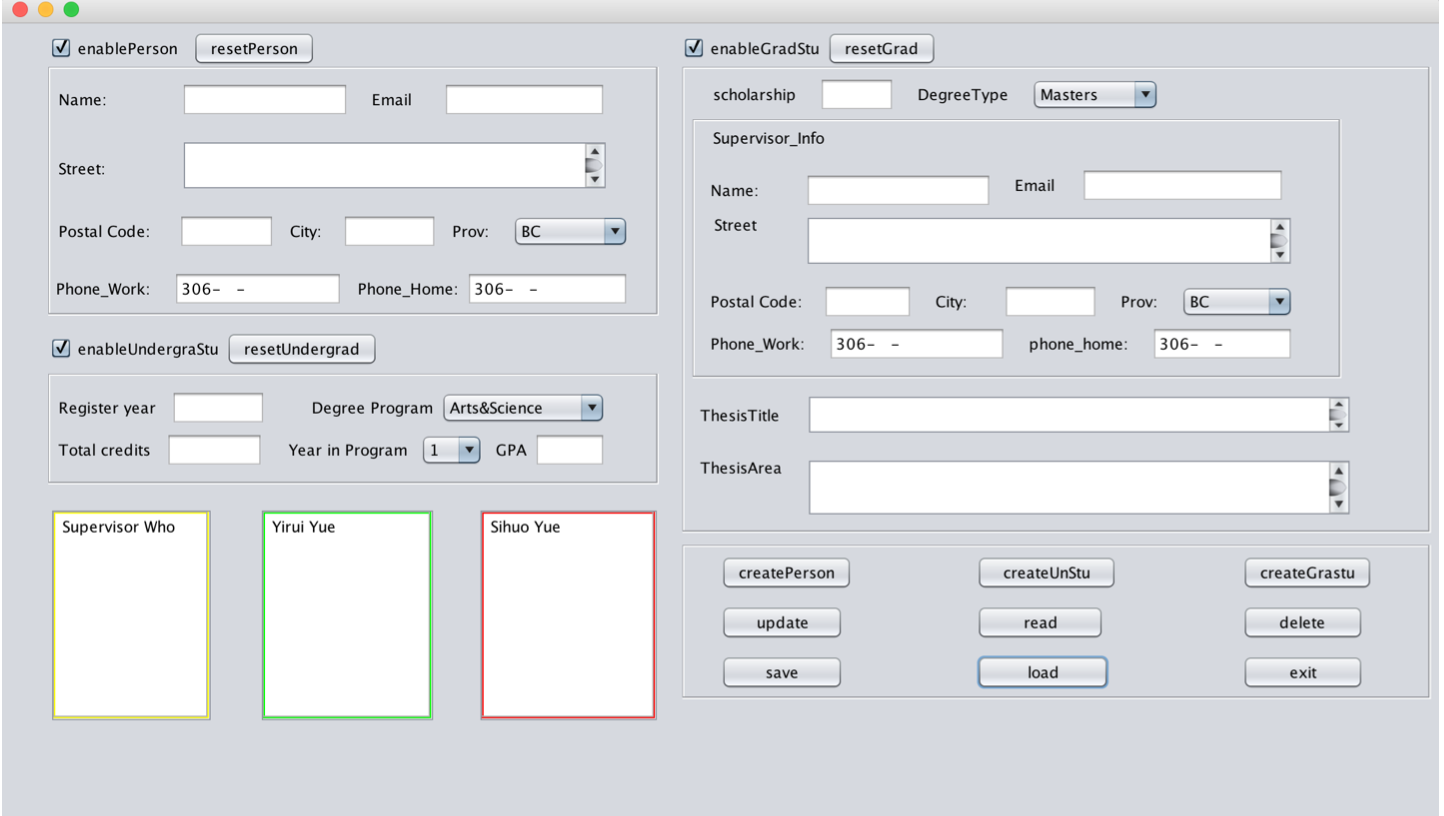 enablePerson resetPerson
Name: Email
Street:
Postal Code: City: Prov: BC
Phone_Work: 306-   - Phone_Home: 306-   -
enableUndergraStu resetUndergrad
Register year Degree Program Arts&Science
Total credits Year in Program 1 GPA
Supervisor Who Yirui Yue Sihuo Yue
enableGradStu resetGrad
scholarship DegreeType Masters
Supervisor_Info
Name: Email
Street
Postal Code: City: Prov: BC
Phone_Work: 306-   - phone_home: 306-   -
ThesisTitle
ThesisArea
createPerson createUnStu createGrastu
update read delete
save load exit